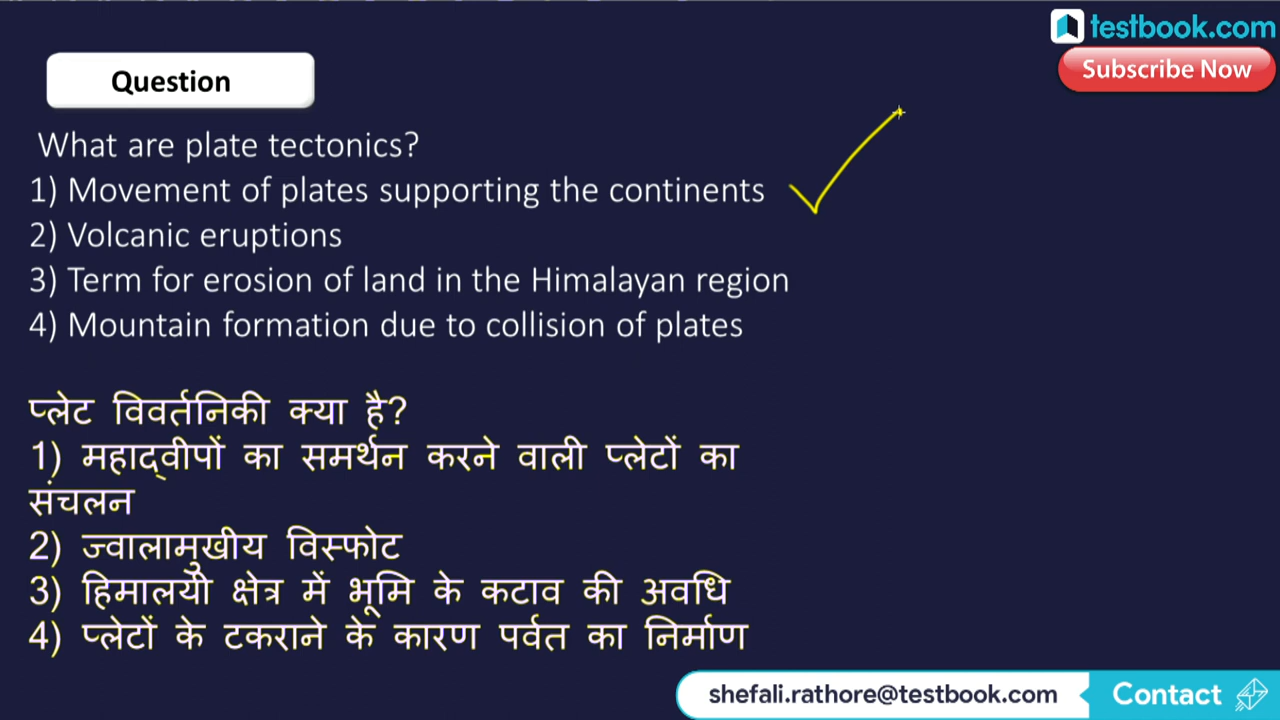 testbook.com
Subscribe Now
Question
What are plate tectonics?
1) Movement of plates supporting the continents
2) Volcanic eruptions
3) Term for erosion of land in the Himalayan region
4) Mountain formation due to collision of plates
प्लेट विवर्तनिकी क्या है?
1) महाद्वीपों का समर्थन करने वाली प्लेटों का
संचलन
2) ज्वालामुखीय विस्फोट
3) हिमालयी क्षेत्र में भूमि के कटाव की अवधि
4) प्लेटों के टकराने के कारण पर्वत का निर्माण
shefali.rathore@testbook.com Contact